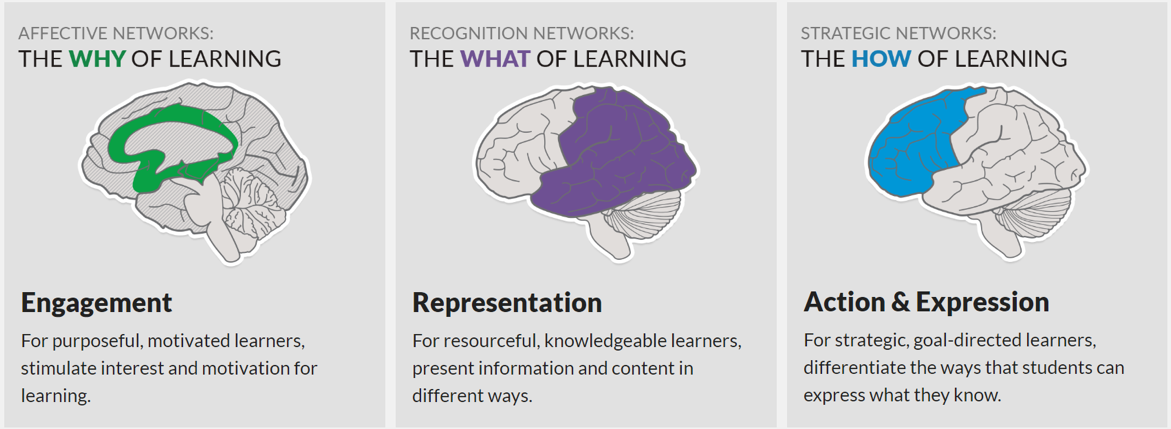 AFFECTIVE NETWORKS:
THE WHY OF LEARNING
Engagement
For purposeful, motivated learners,
stimulate interest and motivation for
learning.
RECOGNITION NETWORKS:
THE WHAT OF LEARNING
Representation
For resourceful, knowledgeable learners,
present information and content in
different ways.
STRATEGIC NETWORKS:
THE HOW OF LEARNING
Action & Expression
For strategic, goal-directed learners,
differentiate the ways that students can
express what they know.